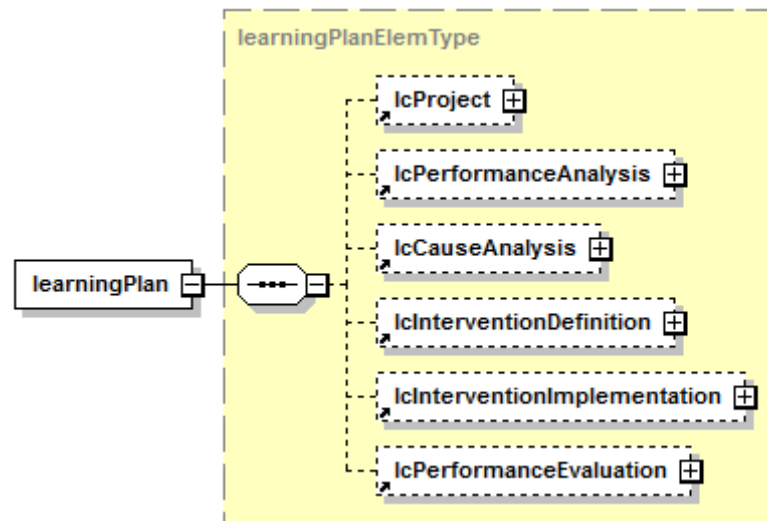 learningPlanElemType
lcProject
lcPerformanceAnalysis
lcCauseAnalysis
learningPlan
lcInterventionDefinition
lcInterventionImplementation
lcPerformanceEvaluation